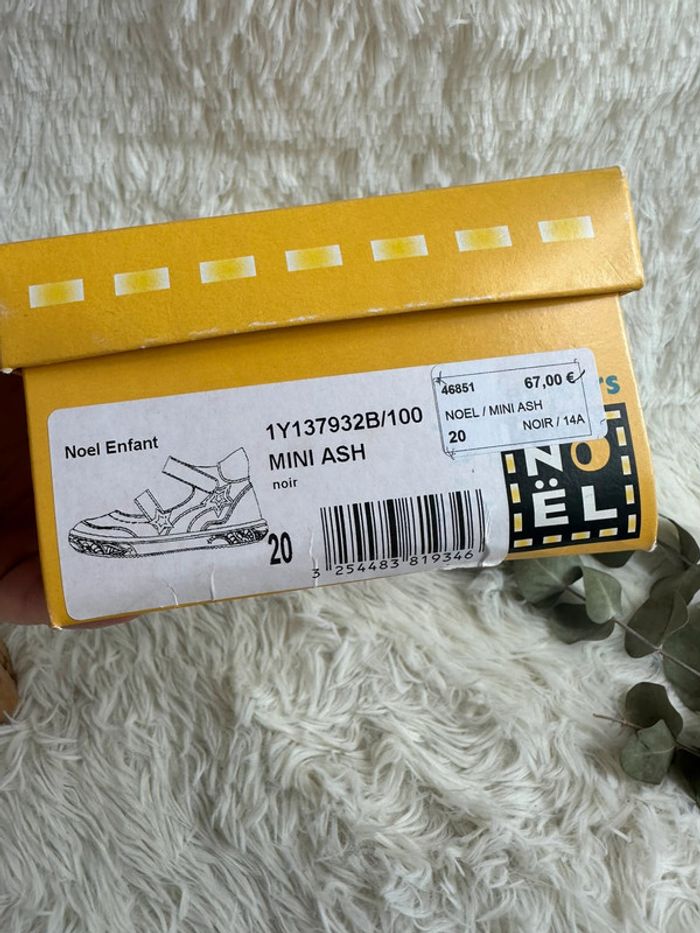 Noel Enfant
1Y137932B/100
MINI ASH
noir
20
3 254483 819346
46851 67,00 €
NOEL / MINI ASH
20 NOIR / 14A
NOËL